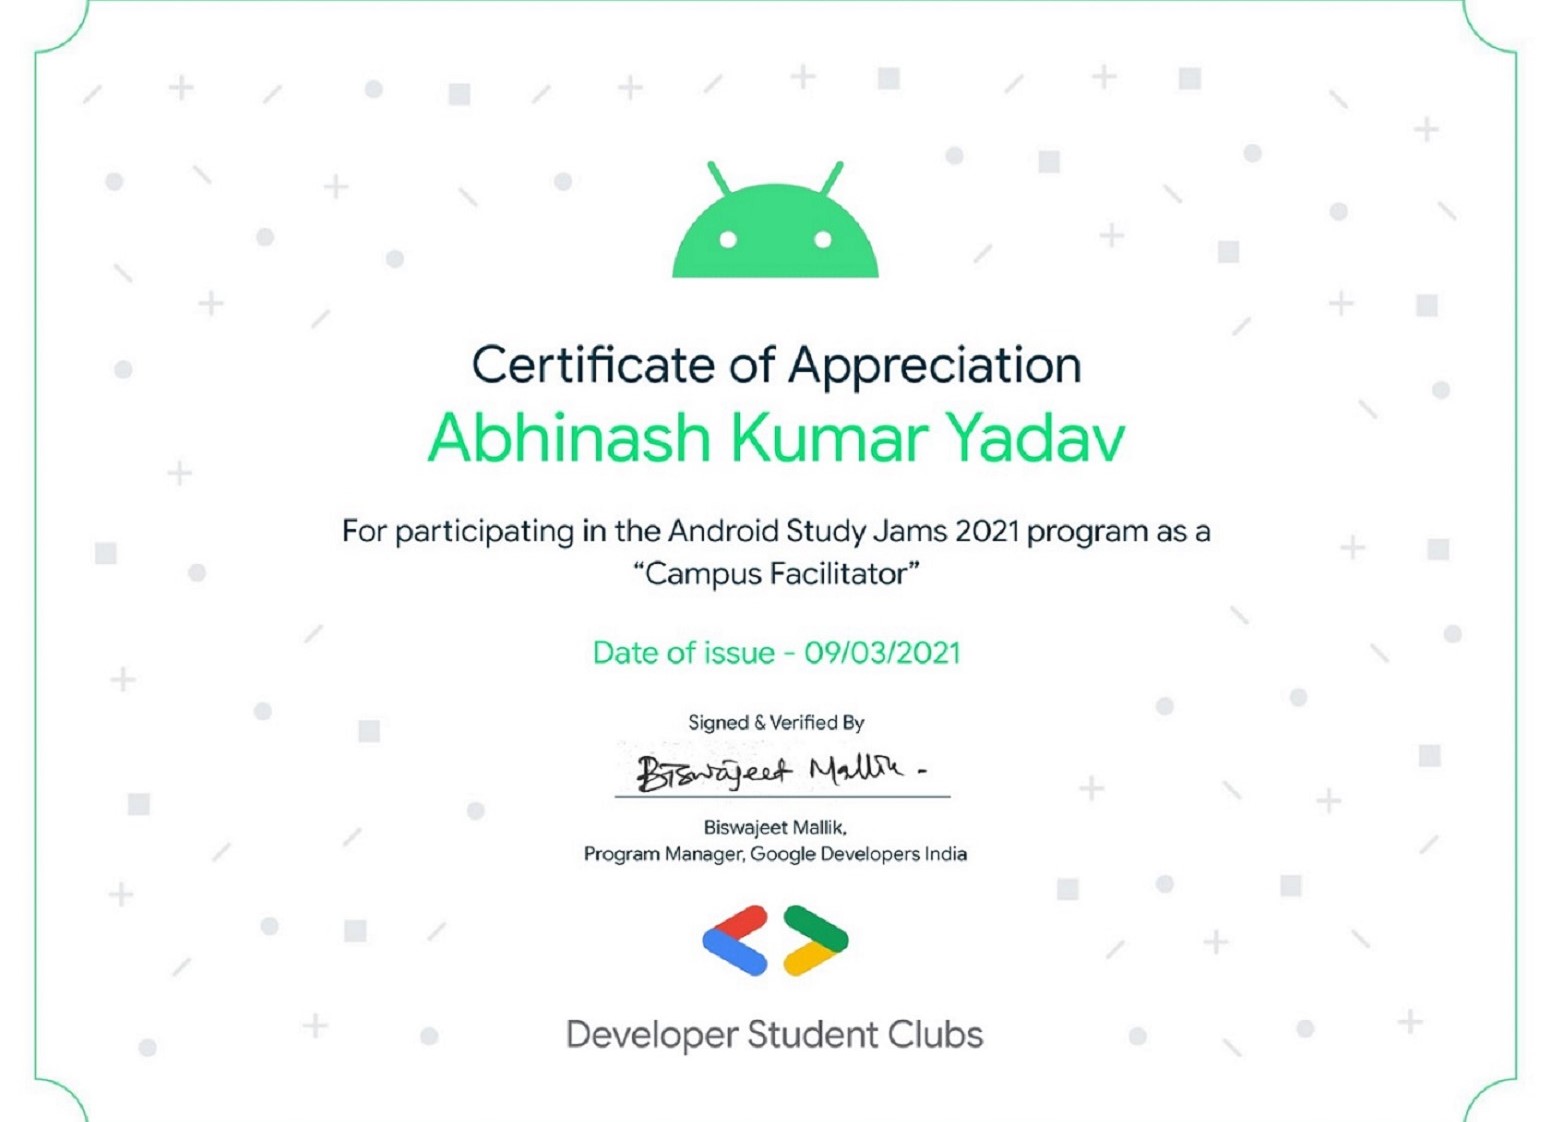 Certificate of Appreciation
Abhinash Kumar Yadav
For participating in the Android Study Jams 2021 program as a
“Campus Facilitator”
Date of issue - 09/03/2021
Signed & Verified By
Biswajeet Mallik -
Biswajeet Mallik,
Program Manager, Google Developers India
Developer Student Clubs